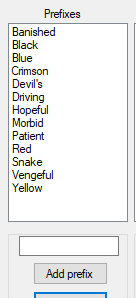 Prefixes
Banished
Black
Blue
Crimson
Devil's
Driving
Hopeful
Morbid
Patient
Red
Snake
Vengeful
Yellow
Add prefix